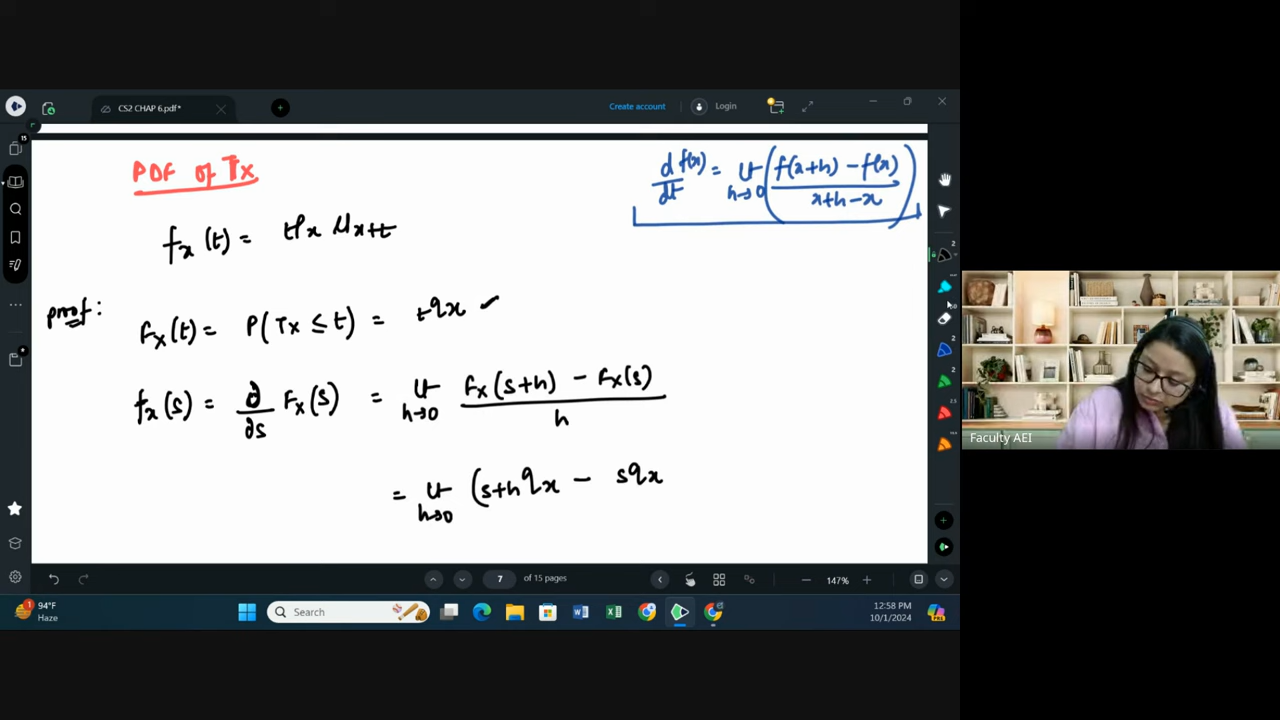 CS2 CHAP 6.pdf*
Create account
Login
PDF of Tx
d/dt f(x) = lt h→0 ( f(x+h) - f(x) / x+h-x )
fx (t) = tPx μx+t
proof:
Fx(t) = P(Tx ≤ t) = tqx ✓
fx(s) = ∂/∂s Fx(s) = lt h→0 Fx(s+h) - Fx(s) / h
= lt h→0 (s+hqx - sqx
Faculty AEI
7 of 15 pages
147%
94°F
Haze
Search
12:58 PM
10/1/2024